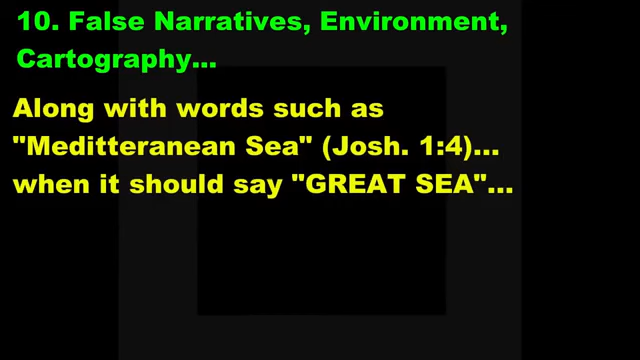 10. False Narratives, Environment,
Cartography...
Along with words such as
"Meditteranean Sea" (Josh. 1:4)...
when it should say "GREAT SEA"...